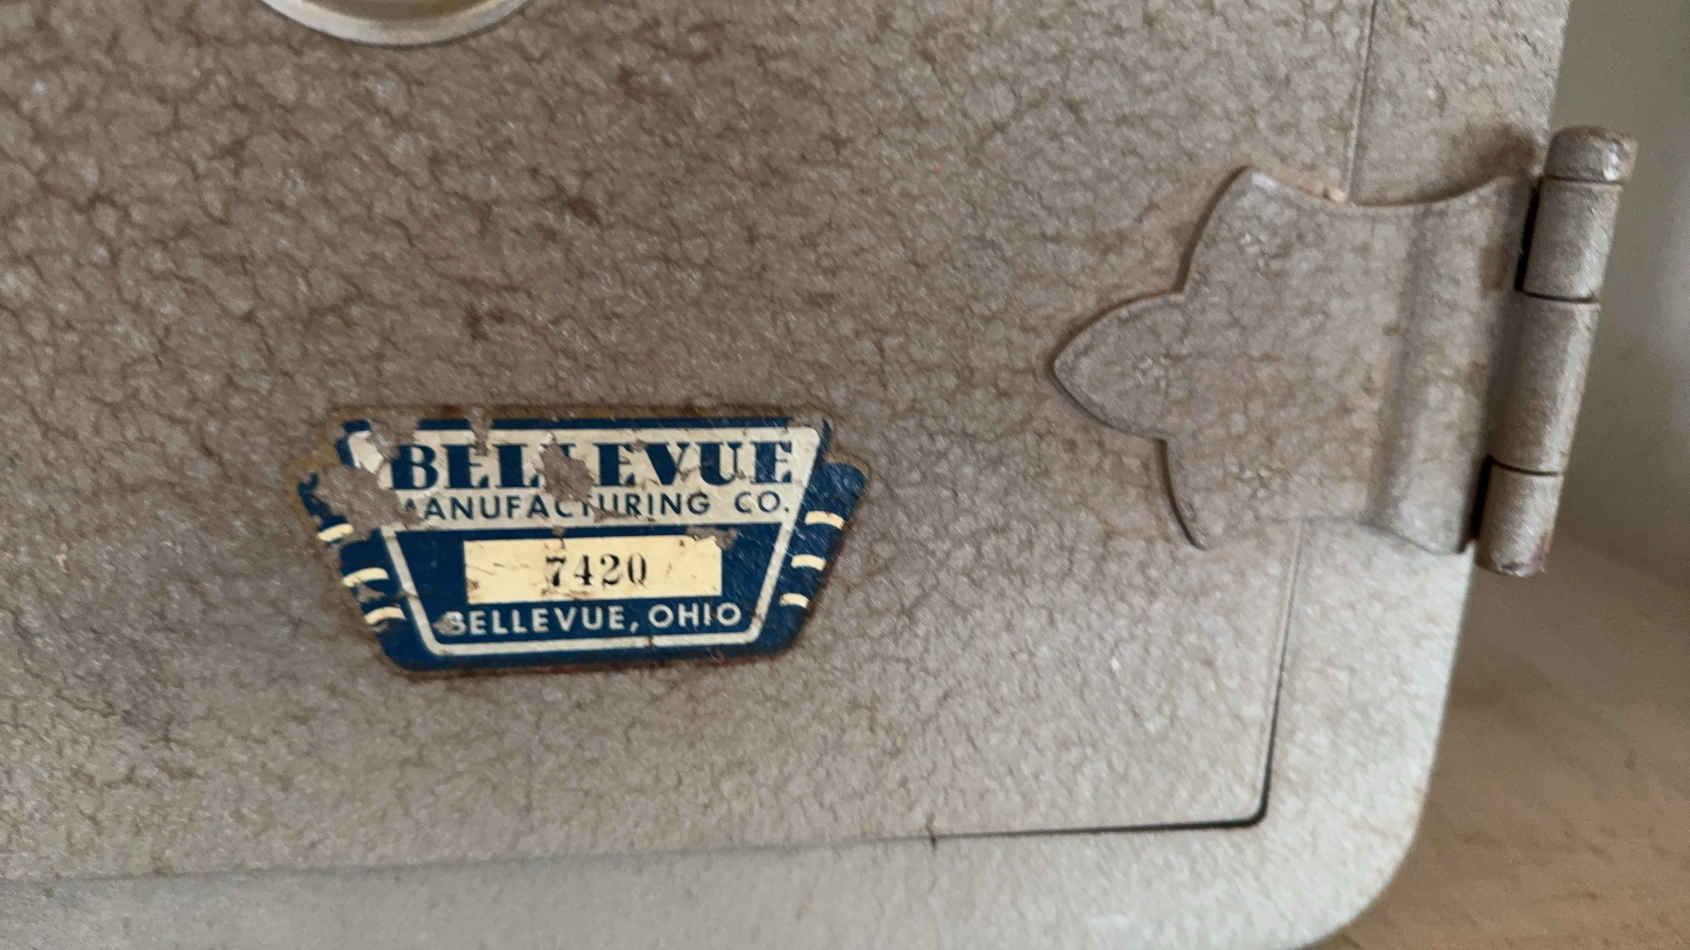 BELLEVUE
MANUFACTURING CO.
7420
BELLEVUE, OHIO